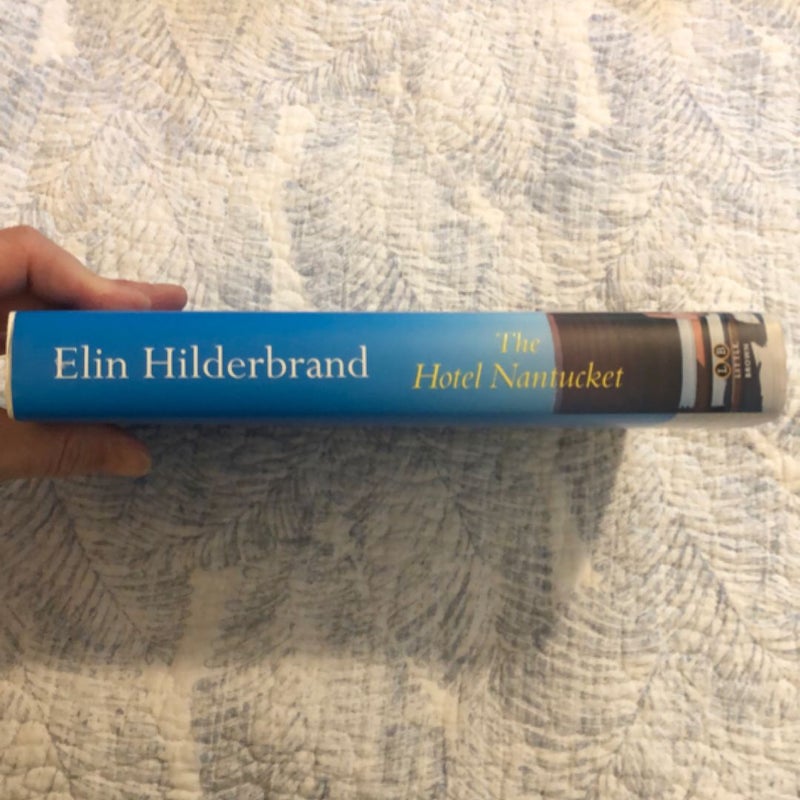 Elin Hilderbrand
The
Hotel Nantucket
LB
LITTLE
BROWN